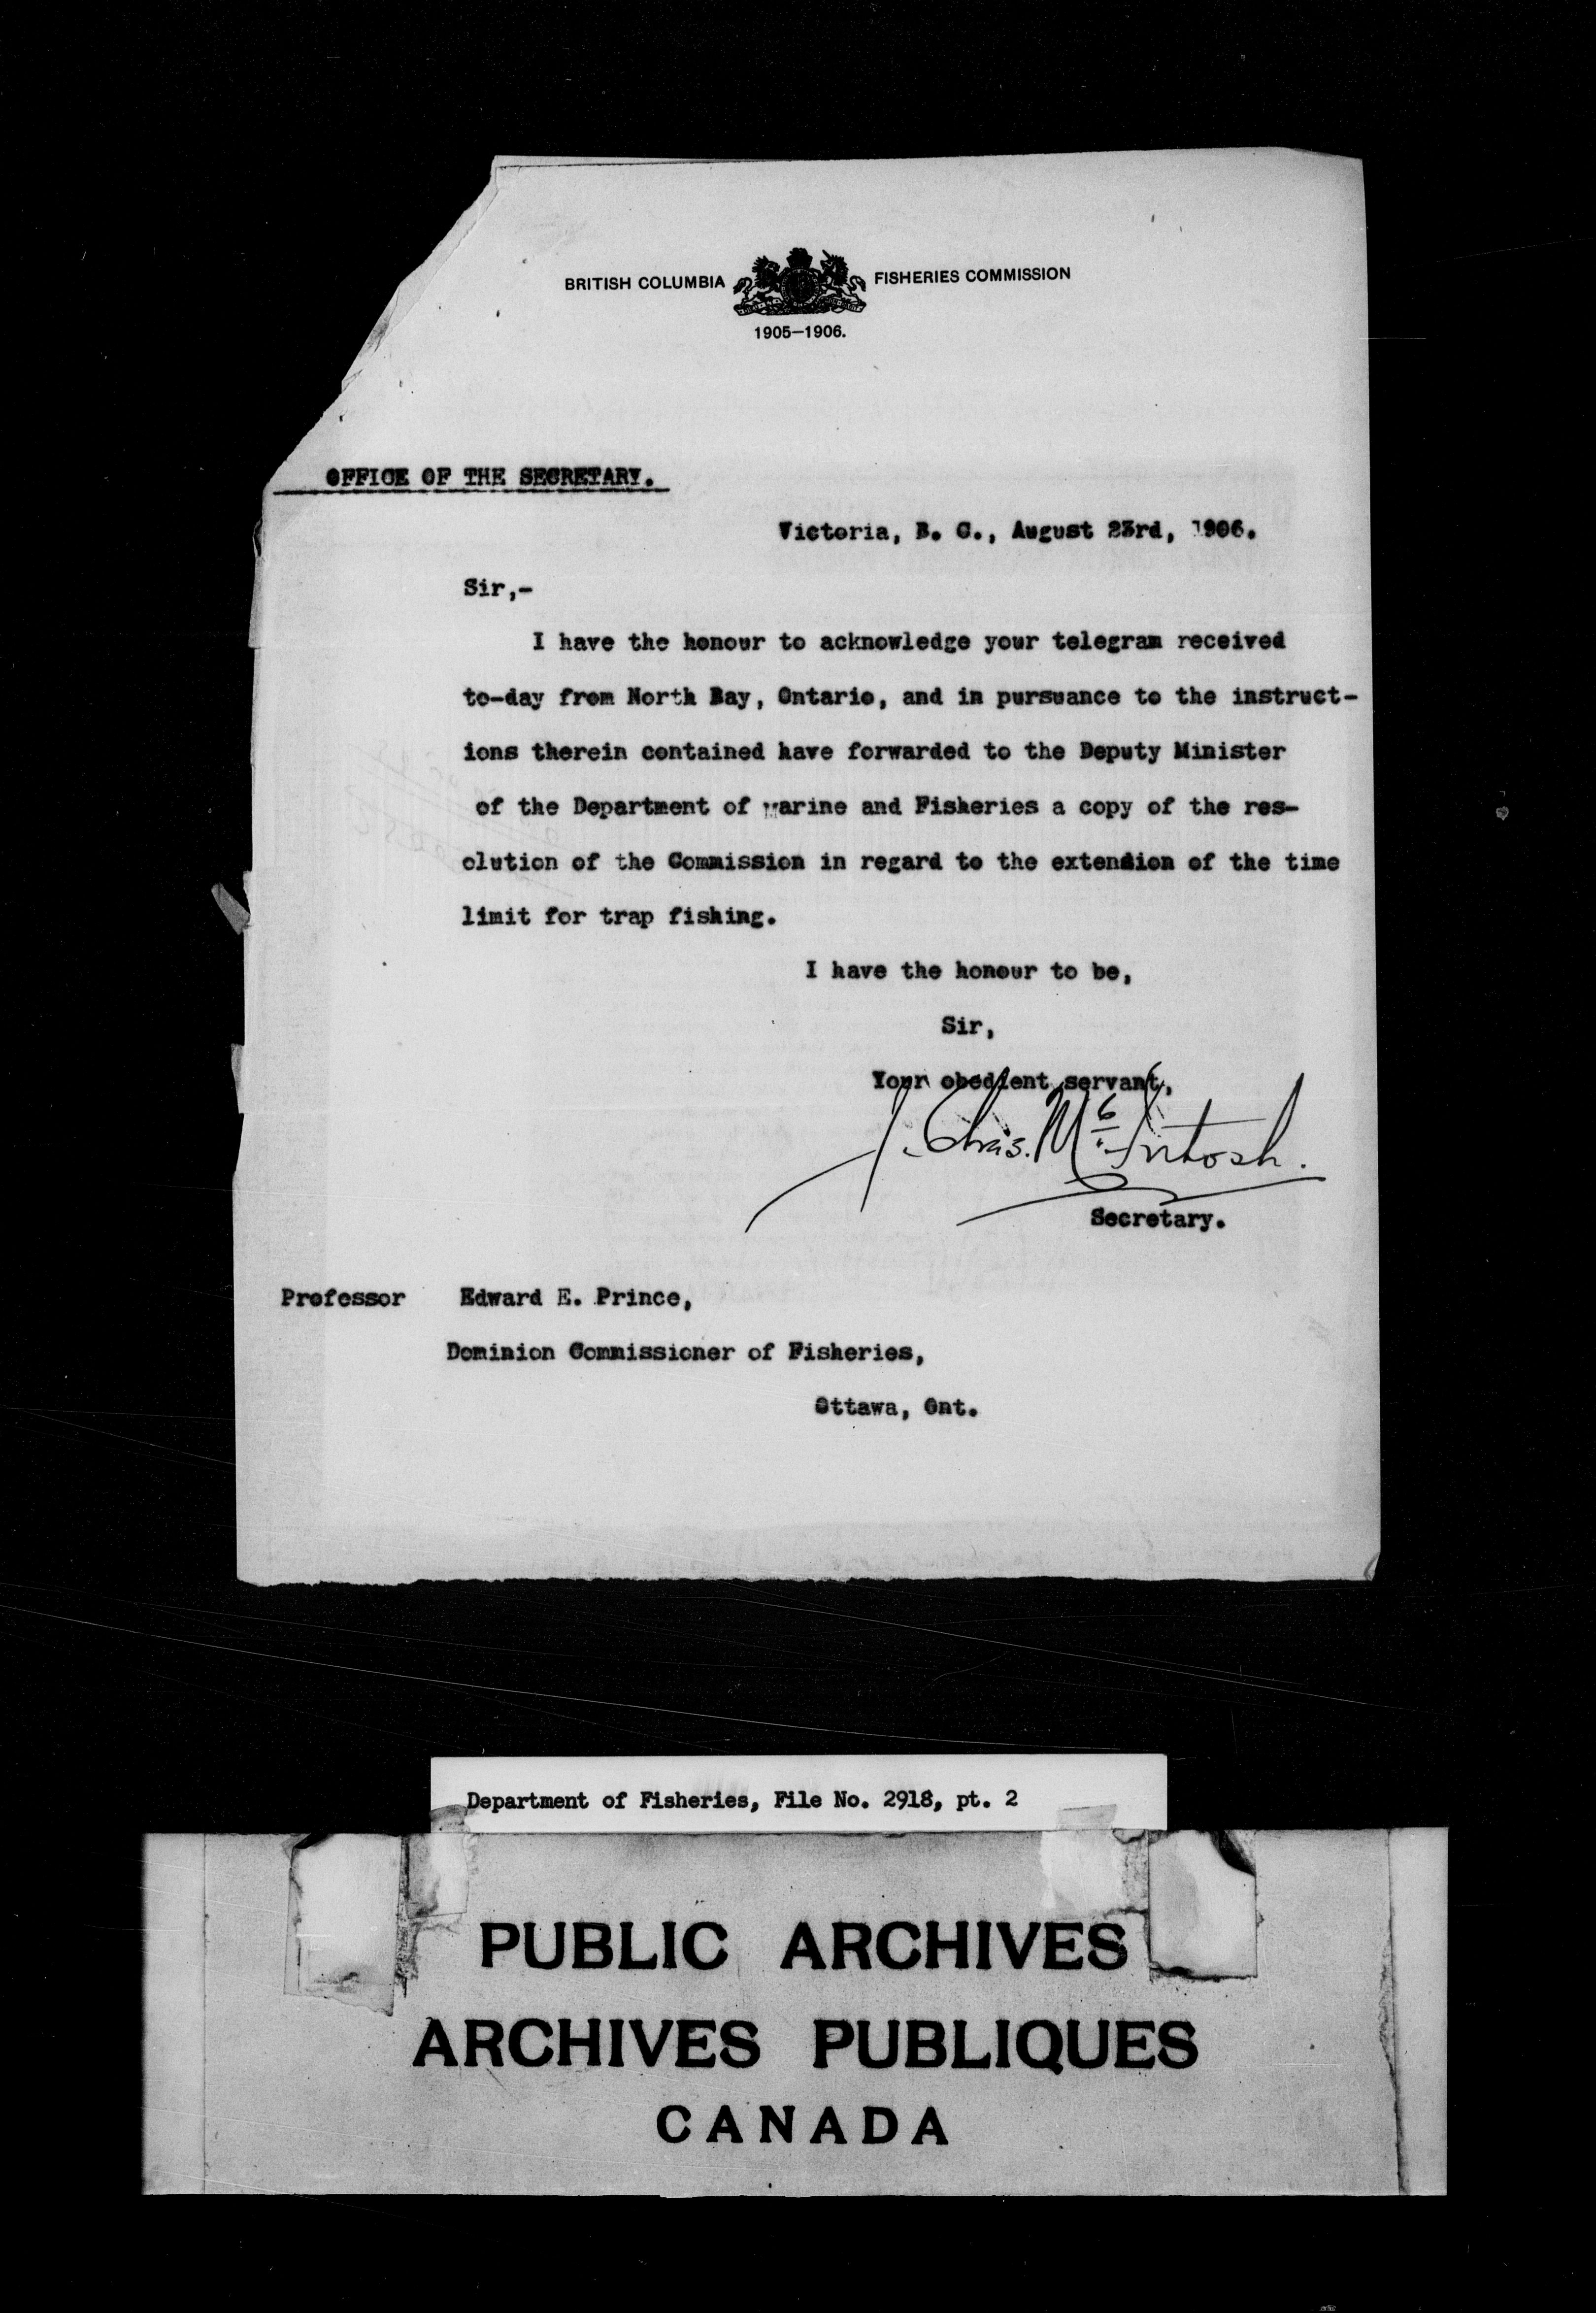 BRITISH COLUMBIA FISHERIES COMMISSION
1905—1906.
OFFICE OF THE SECRETARY.
Victoria, B. C., August 23rd, 1906.
Sir,-
I have the honour to acknowledge your telegram received
to-day from North Bay, Ontario, and in pursuance to the instruct-
ions therein contained have forwarded to the Deputy Minister
of the Department of Marine and Fisheries a copy of the res-
olution of the Commission in regard to the extension of the time
limit for trap fishing.
I have the honour to be,
Sir,
Your obedient servant,
J. Chas. McIntosh.
Secretary.
Professor Edward E. Prince,
Dominion Commissioner of Fisheries,
Ottawa, Ont.
Department of Fisheries, File No. 2918, pt. 2
PUBLIC ARCHIVES
ARCHIVES PUBLIQUES
CANADA